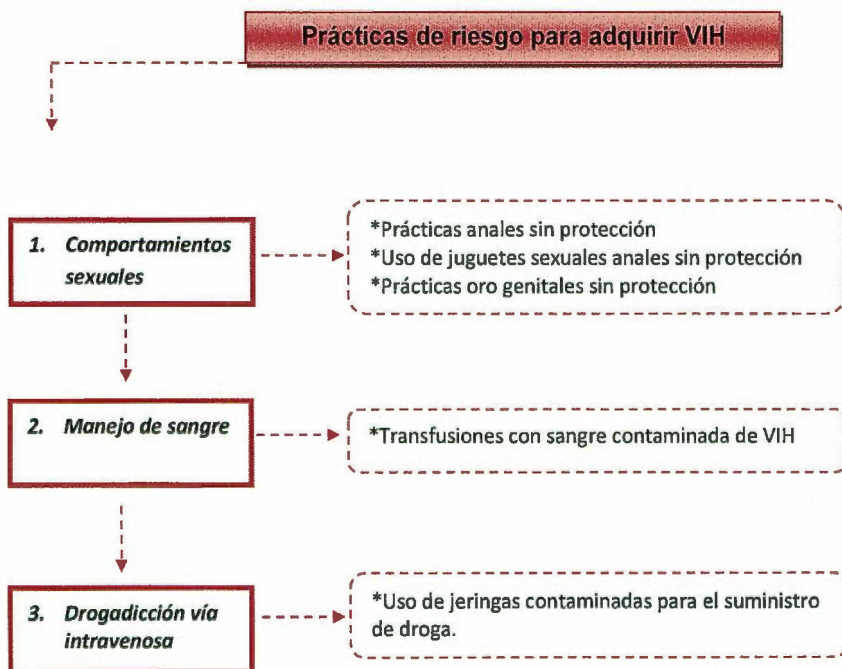 Prácticas de riesgo para adquirir VIH
1. Comportamientos
sexuales
*Prácticas anales sin protección
*Uso de juguetes sexuales anales sin protección
*Prácticas oro genitales sin protección
2. Manejo de sangre
*Transfusiones con sangre contaminada de VIH
3. Drogadicción vía
intravenosa
*Uso de jeringas contaminadas para el suministro
de droga.